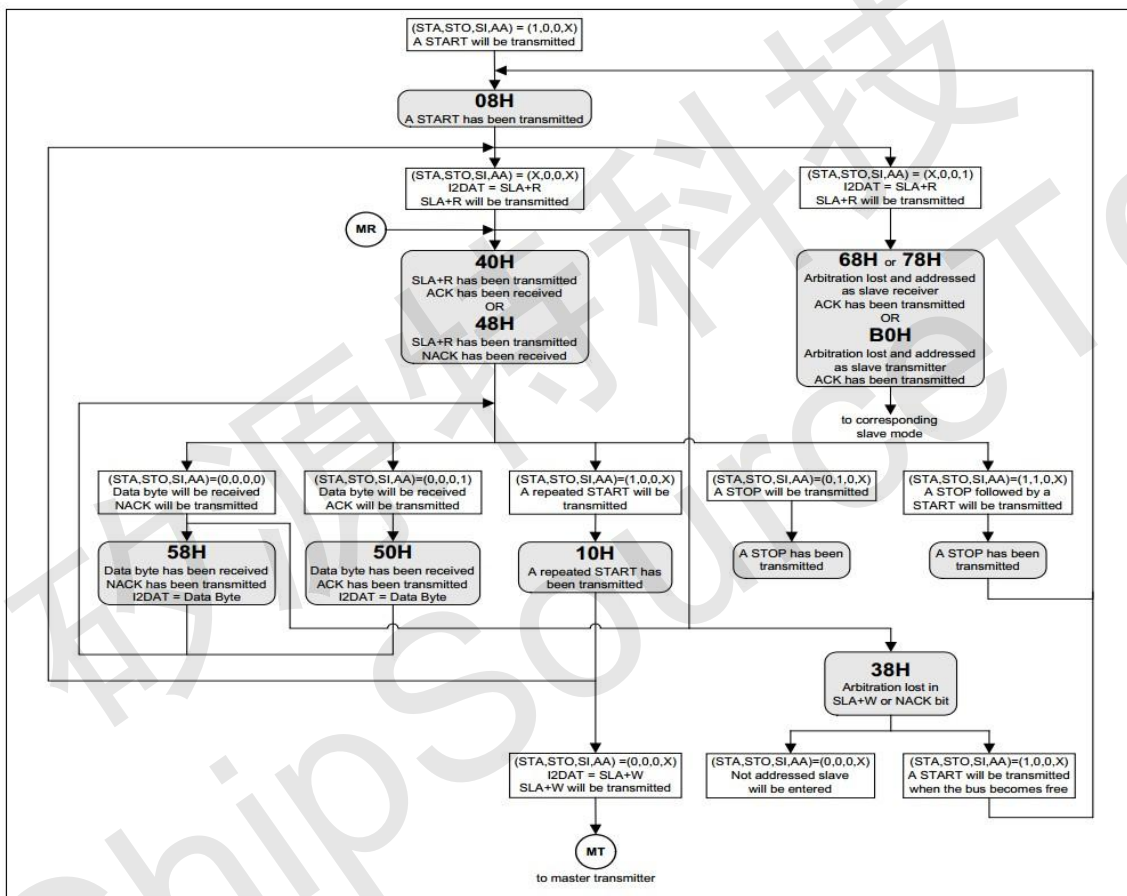 (STA,STO,SI,AA) = (1,0,0,X)
A START will be transmitted
08H
A START has been transmitted
(STA,STO,SI,AA) = (X,0,0,X)
I2DAT = SLA+R
SLA+R will be transmitted
(STA,STO,SI,AA) = (X,0,0,1)
I2DAT = SLA+R
SLA+R will be transmitted
MR
40H
SLA+R has been transmitted
ACK has been received
OR
48H
SLA+R has been transmitted
NACK has been received
68H or 78H
Arbitration lost and addressed
as slave receiver
ACK has been transmitted
OR
B0H
Arbitration lost and addressed
as slave transmitter
ACK has been transmitted
to corresponding
slave mode
(STA,STO,SI,AA)=(0,0,0,0)
Data byte will be received
NACK will be transmitted
(STA,STO,SI,AA)=(0,0,0,1)
Data byte will be received
ACK will be transmitted
(STA,STO,SI,AA)=(1,0,0,X)
A repeated START will be
transmitted
(STA,STO,SI,AA)=(0,1,0,X)
A STOP will be transmitted
(STA,STO,SI,AA)=(1,1,0,X)
A STOP followed by a
START will be transmitted
58H
Data byte has been received
NACK has been transmitted
I2DAT = Data Byte
50H
Data byte has been received
ACK has been transmitted
I2DAT = Data Byte
10H
A repeated START has
been transmitted
A STOP has been
transmitted
A STOP has been
transmitted
38H
Arbitration lost in
SLA+W or NACK bit
(STA,STO,SI,AA) =(0,0,0,X)
I2DAT = SLA+W
SLA+W will be transmitted
(STA,STO,SI,AA)=(0,0,0,X)
Not addressed slave
will be entered
(STA,STO,SI,AA)=(1,0,0,X)
A START will be transmitted
when the bus becomes free
MT
to master transmitter
矽源特科技
ChipSource